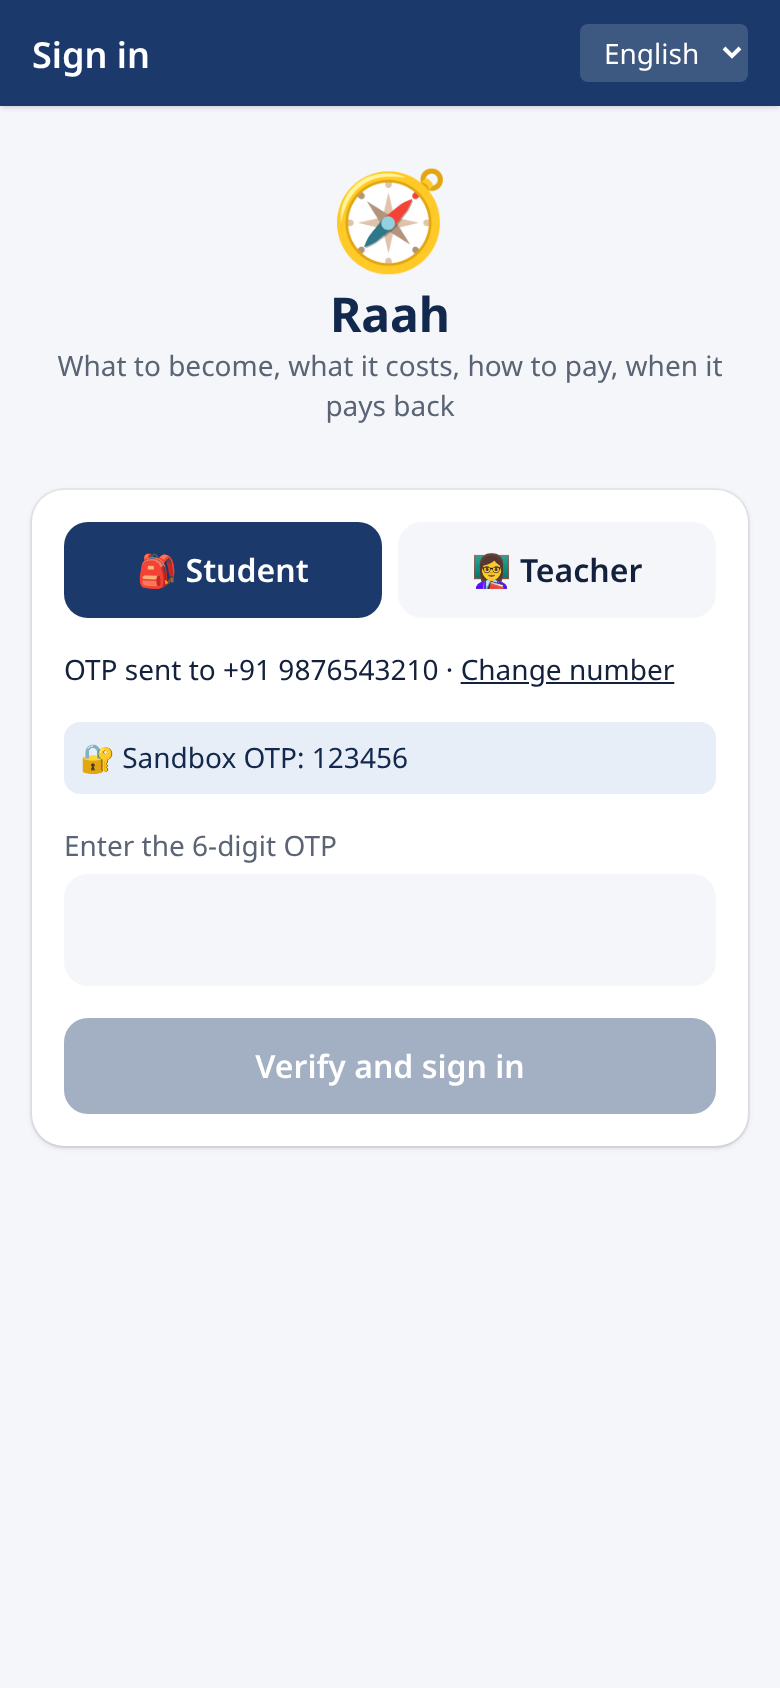 Sign in
English
Raah
What to become, what it costs, how to pay, when it
pays back
Student
Teacher
OTP sent to +91 9876543210 · Change number
Sandbox OTP: 123456
Enter the 6-digit OTP
Verify and sign in